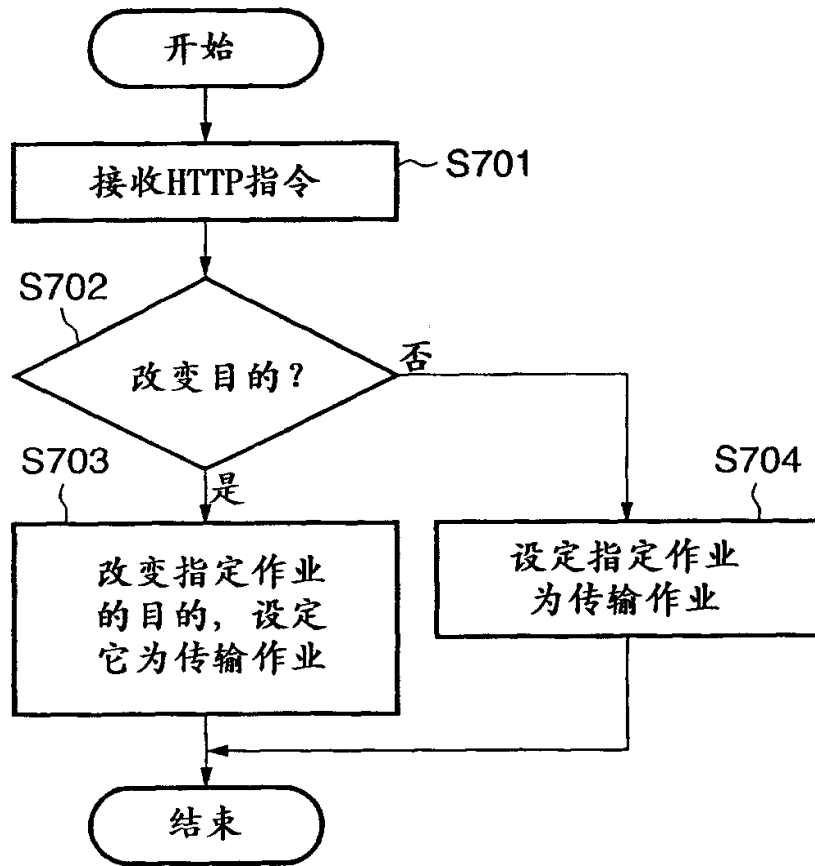 开始
接收HTTP指令
S701
S702
改变目的?
否
S703
是
S704
改变指定作业
的目的, 设定
它为传输作业
设定指定作业
为传输作业
结束